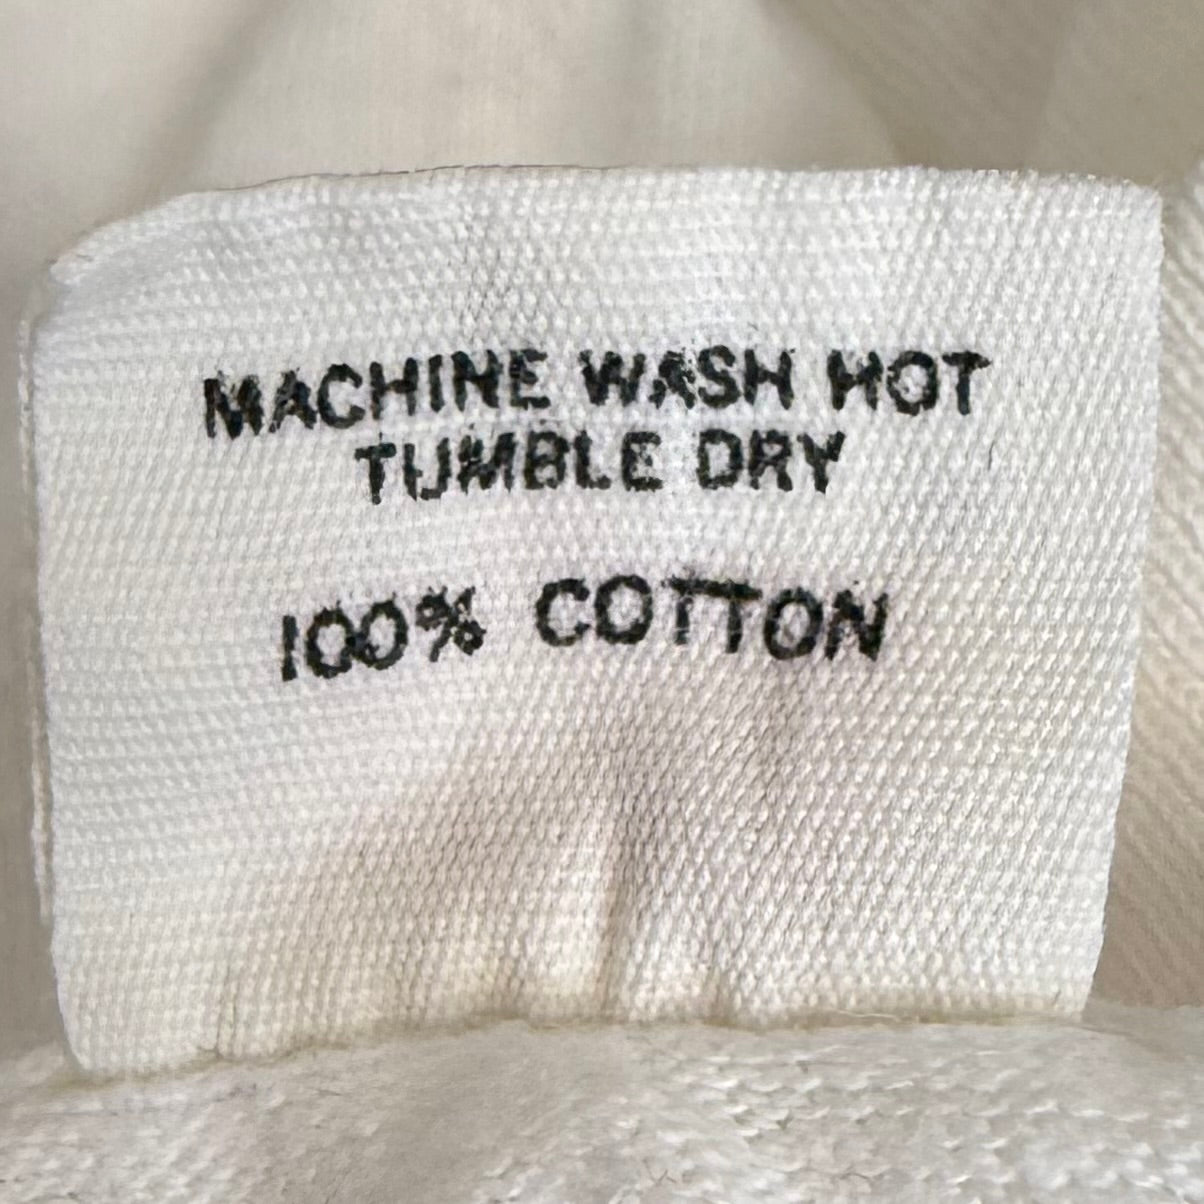 MACHINE WASH HOT
TUMBLE DRY
100% COTTON